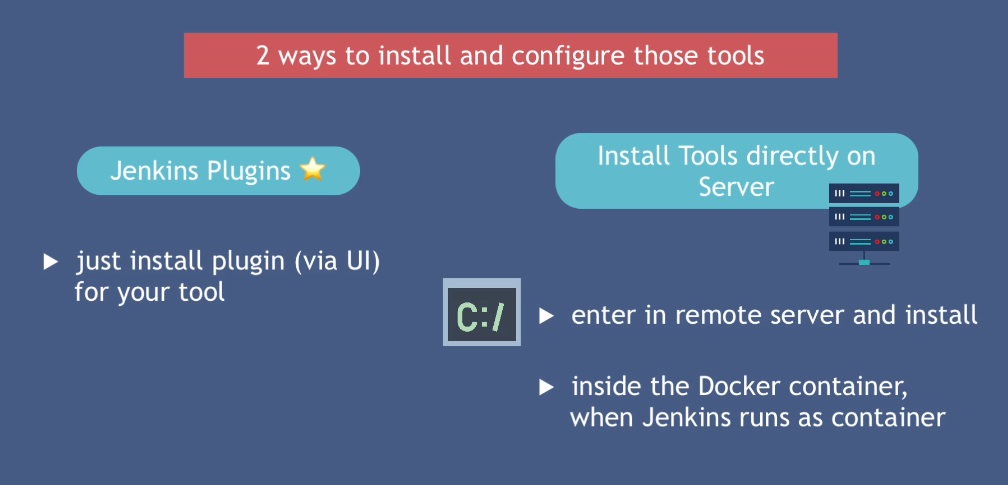 2 ways to install and configure those tools
Jenkins Plugins ⭐
just install plugin (via UI)
for your tool
Install Tools directly on
Server
C:/
enter in remote server and install
inside the Docker container,
when Jenkins runs as container